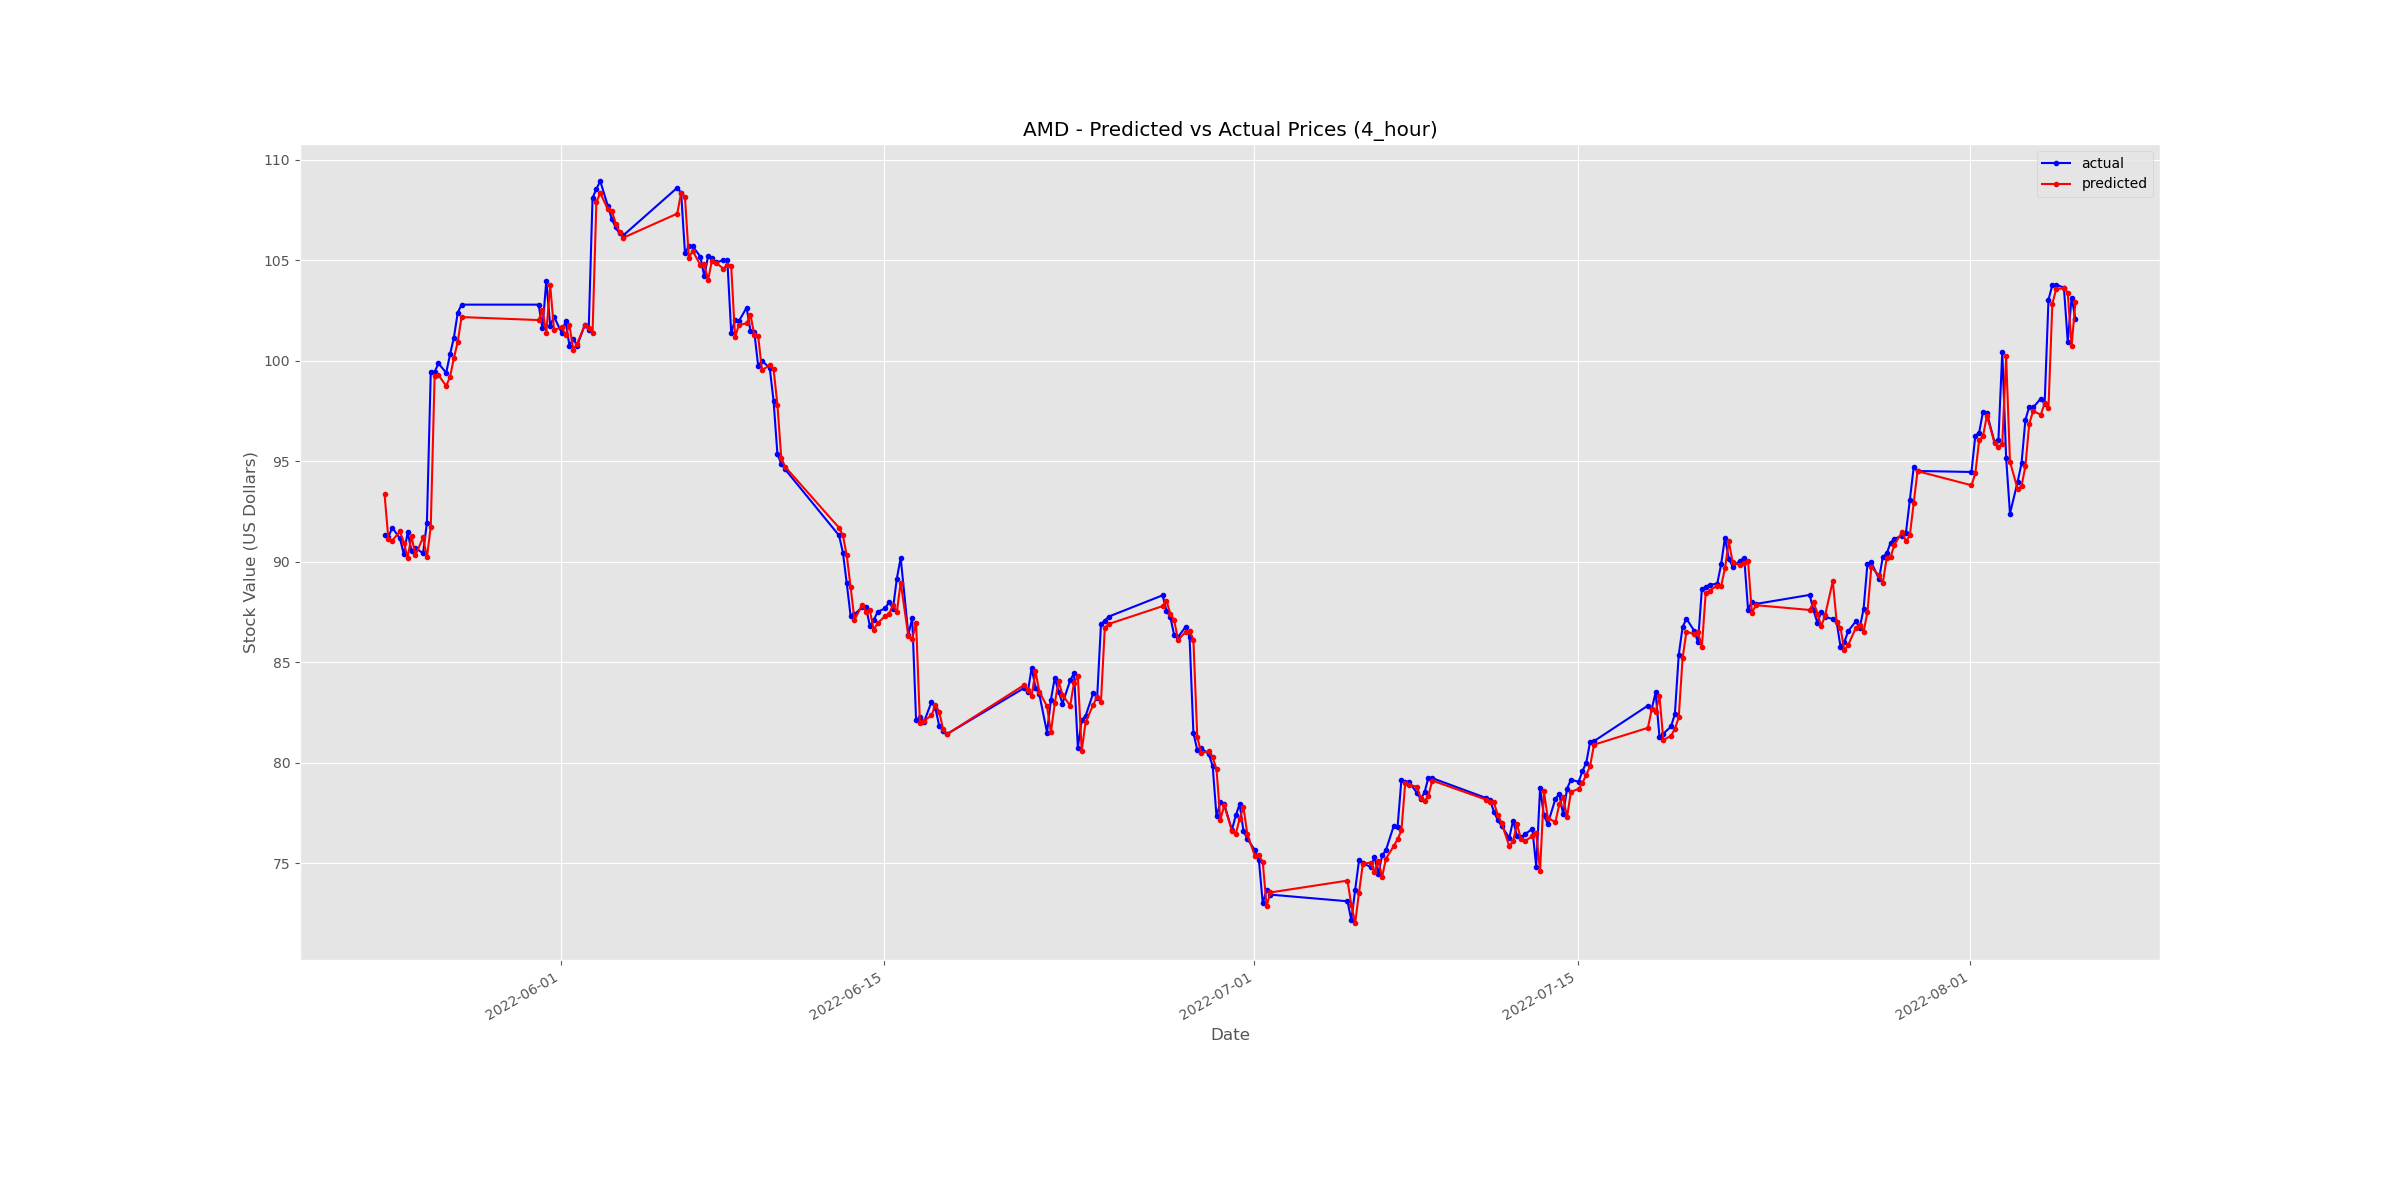 AMD - Predicted vs Actual Prices (4_hour)
actual
predicted
110
105
100
95
90
85
80
75
Stock Value (US Dollars)
2022-06-01
2022-06-15
2022-07-01
2022-07-15
2022-08-01
Date